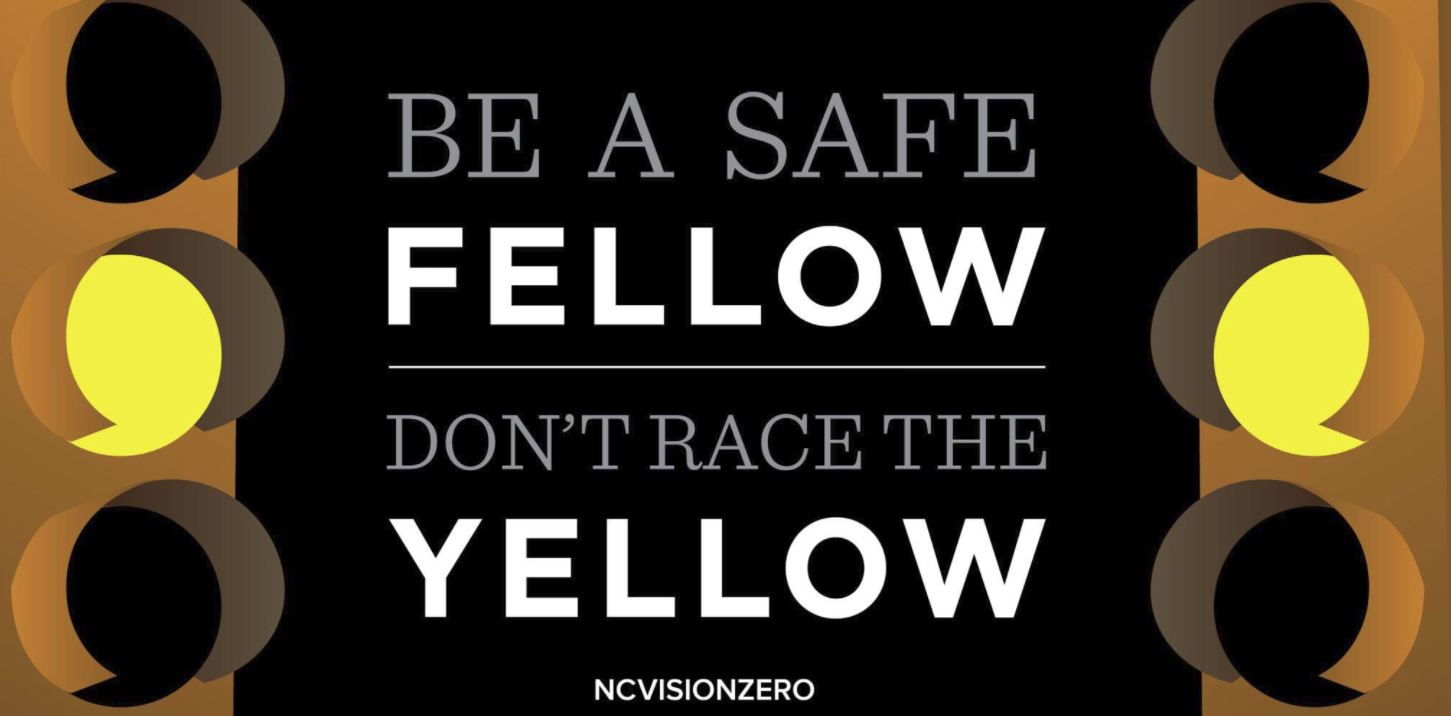 BE A SAFE
FELLOW
DON'T RACE THE
YELLOW
NCVISIONZERO